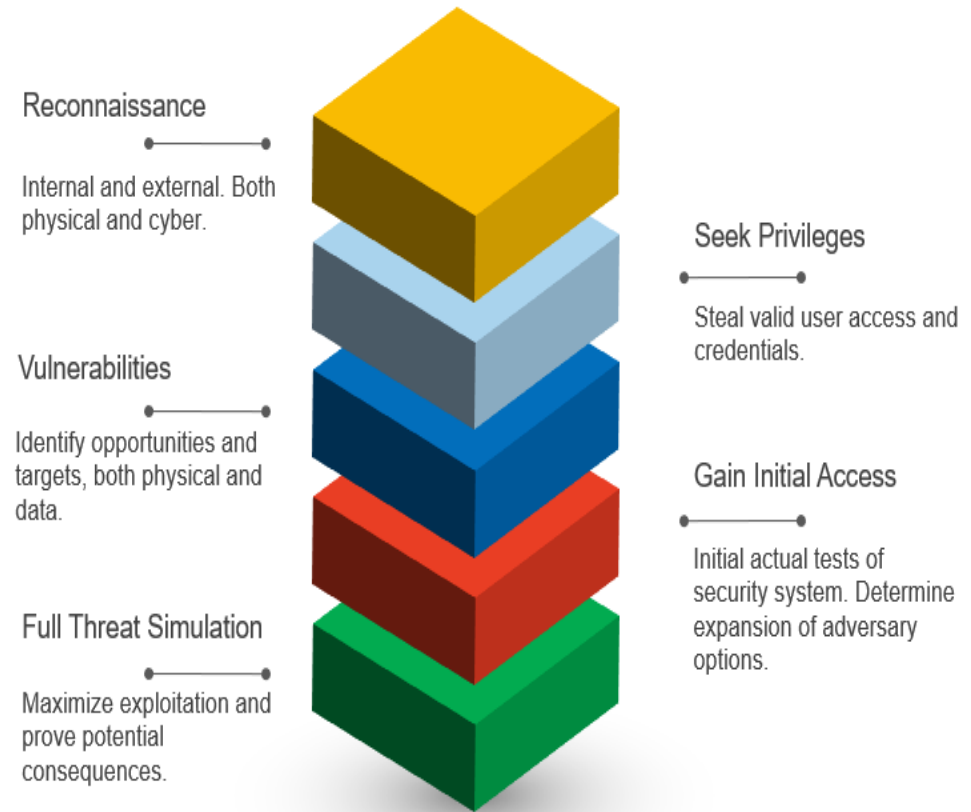 Reconnaissance
Internal and external. Both
physical and cyber.
Seek Privileges
Steal valid user access and
credentials.
Vulnerabilities
Identify opportunities and
targets, both physical and
data.
Gain Initial Access
Initial actual tests of
security system. Determine
expansion of adversary
options.
Full Threat Simulation
Maximize exploitation and
prove potential
consequences.